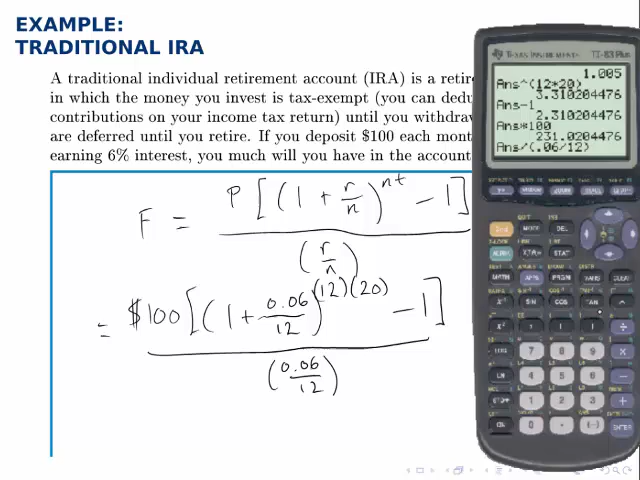 EXAMPLE:
TRADITIONAL IRA
A traditional individual retirement account (IRA) is a retire
in which the money you invest is tax-exempt (you can dedu
contributions on your income tax return) until you withdraw
are deferred until you retire. If you deposit $100 each mont
earning 6% interest, you much will you have in the account
F = P[(1 + r/n)^nt - 1] / (r/n)
= $100[(1 + 0.06/12)^(12)(20) - 1] / (0.06/12)
1.005
Ans^(12*20)
3.310204476
Ans-1
2.310204476
Ans*100
231.0204476
Ans/(.06/12)